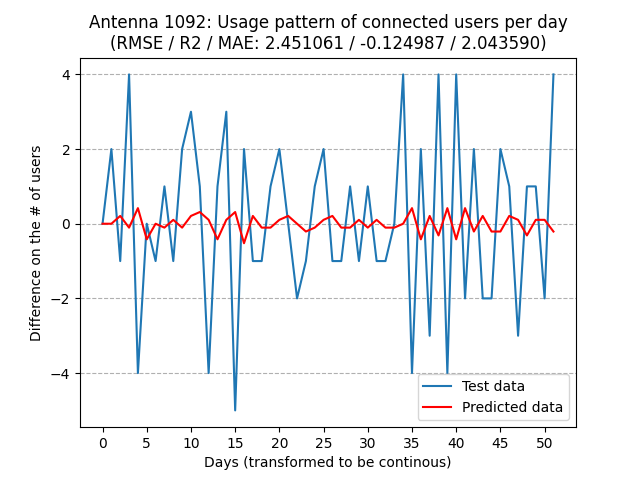 Antenna 1092: Usage pattern of connected users per day
(RMSE / R2 / MAE: 2.451061 / -0.124987 / 2.043590)
Difference on the # of users
4
2
0
−2
−4
Test data
Predicted data
0 5 10 15 20 25 30 35 40 45 50
Days (transformed to be continous)